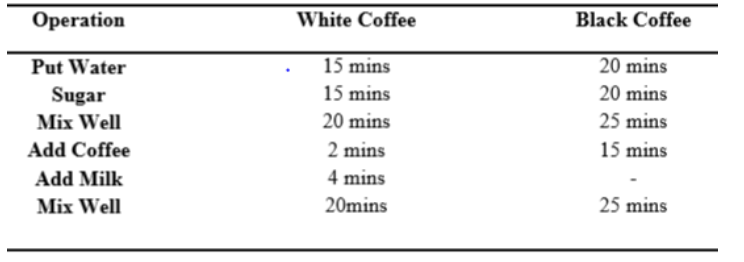 Operation White Coffee Black Coffee
Put Water 15 mins 20 mins
Sugar 15 mins 20 mins
Mix Well 20 mins 25 mins
Add Coffee 2 mins 15 mins
Add Milk 4 mins -
Mix Well 20mins 25 mins